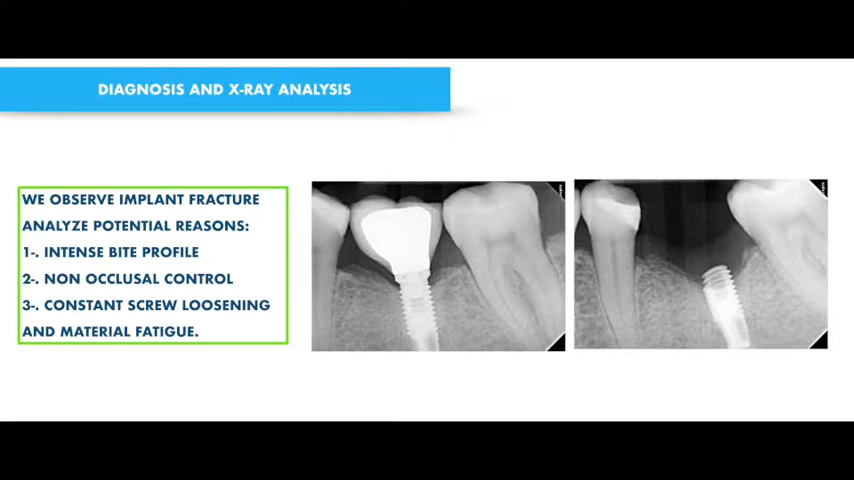 DIAGNOSIS AND X-RAY ANALYSIS
WE OBSERVE IMPLANT FRACTURE
ANALYZE POTENTIAL REASONS:
1-. INTENSE BITE PROFILE
2-. NON OCCLUSAL CONTROL
3-. CONSTANT SCREW LOOSENING
AND MATERIAL FATIGUE.